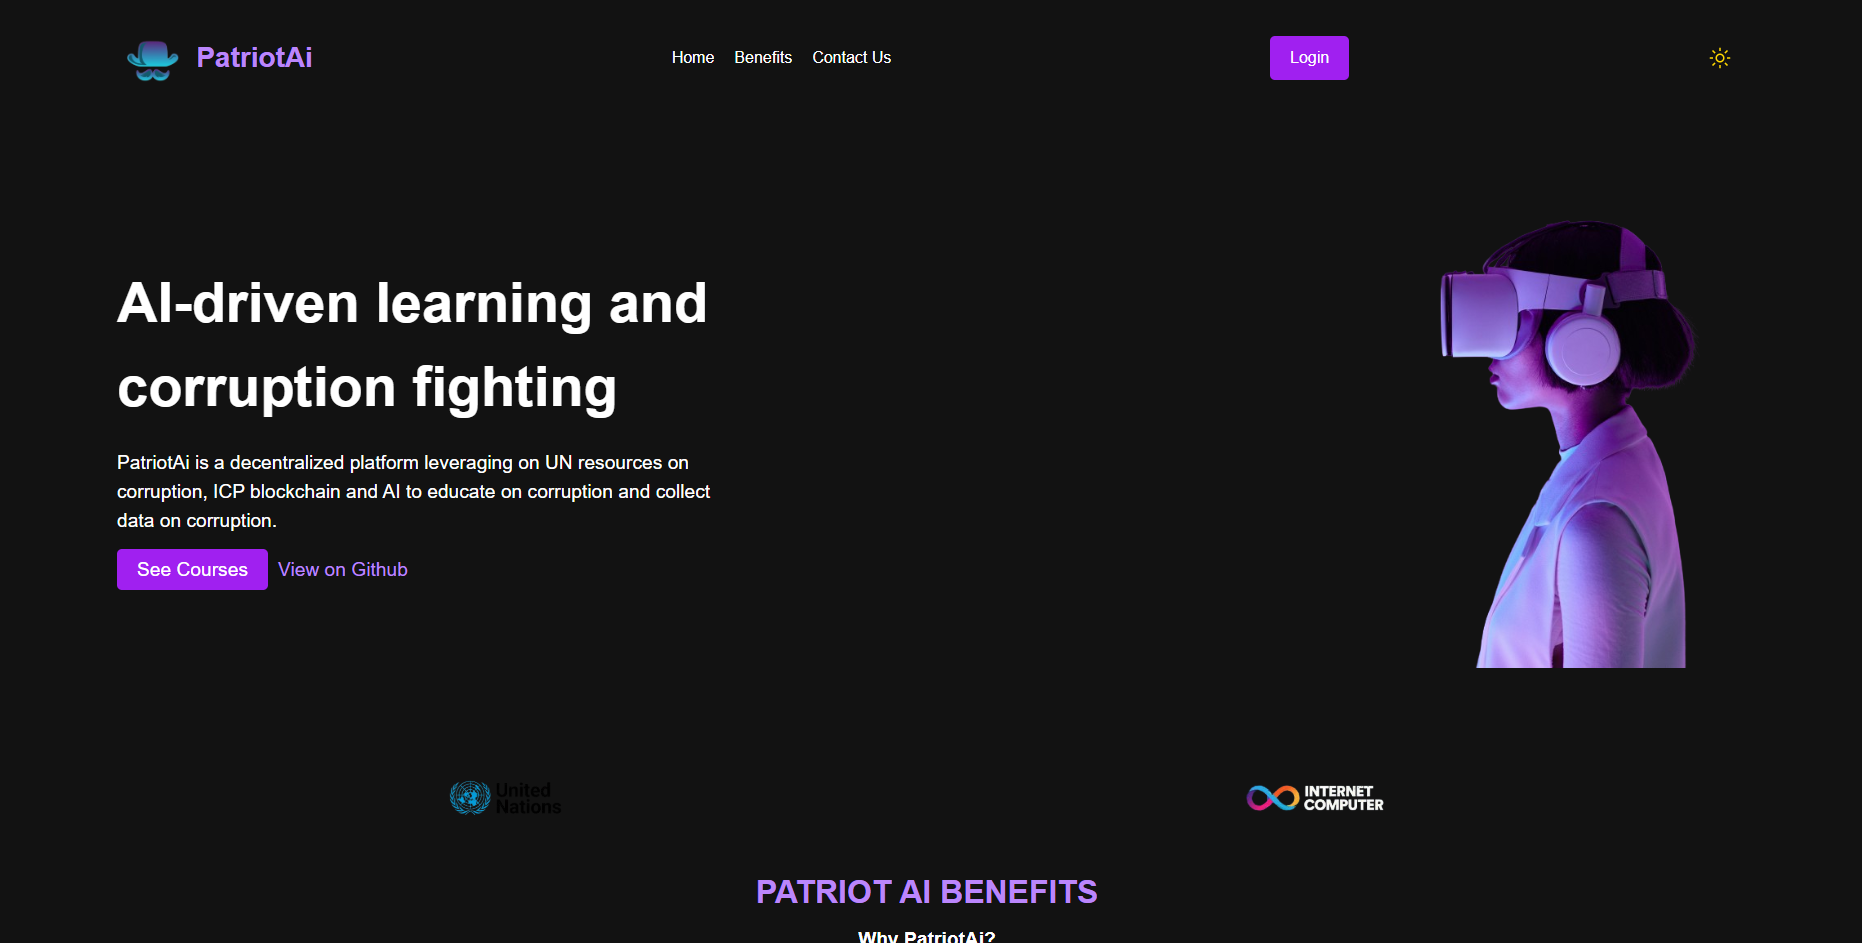 PatriotAi
Home
Benefits
Contact Us
Login
AI-driven learning and
corruption fighting
PatriotAi is a decentralized platform leveraging on UN resources on
corruption, ICP blockchain and AI to educate on corruption and collect
data on corruption.
See Courses
View on Github
United
Nations
INTERNET
COMPUTER
PATRIOT AI BENEFITS
Why PatriotAi?